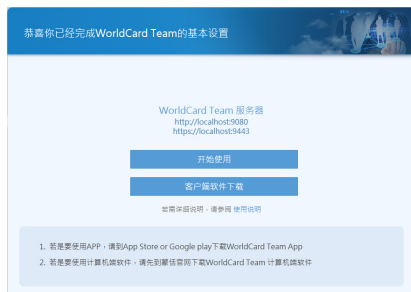 恭喜你已经完成WorldCard Team的基本设置
WorldCard Team 服务器
http://localhost:9080
https://localhost:9443
开始使用
客户端软件下载
若需详细说明，请参阅 使用说明
1. 若是要使用APP，请到App Store or Google play下载WorldCard Team App
2. 若是要使用计算机端软件，请先到蒙恬官网下载WorldCard Team 计算机端软件